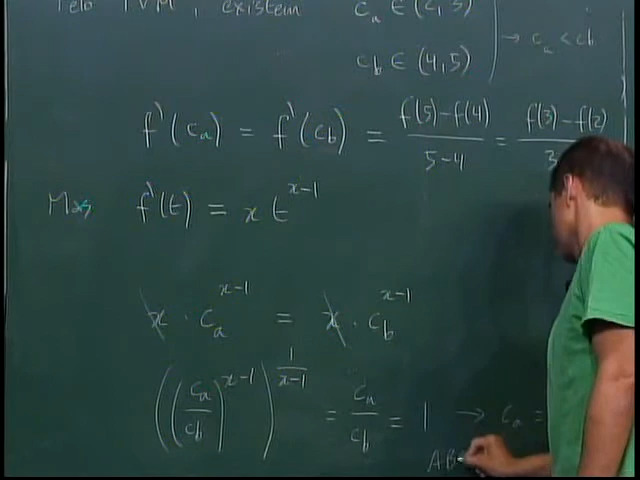 Pelo TVM, existem c_a ∈ (2,3)
c_b ∈ (4,5) → c_a < c_b
f'(c_a) = f'(c_b) = (f(5)-f(4))/(5-4) = (f(3)-f(2))/3
Mas f'(t) = x t^{x-1}
x · c_a^{x-1} = x · c_b^{x-1}
((c_a/c_b)^{x-1})^{1/(x-1)} = c_a/c_b = 1 → c_a =
AB